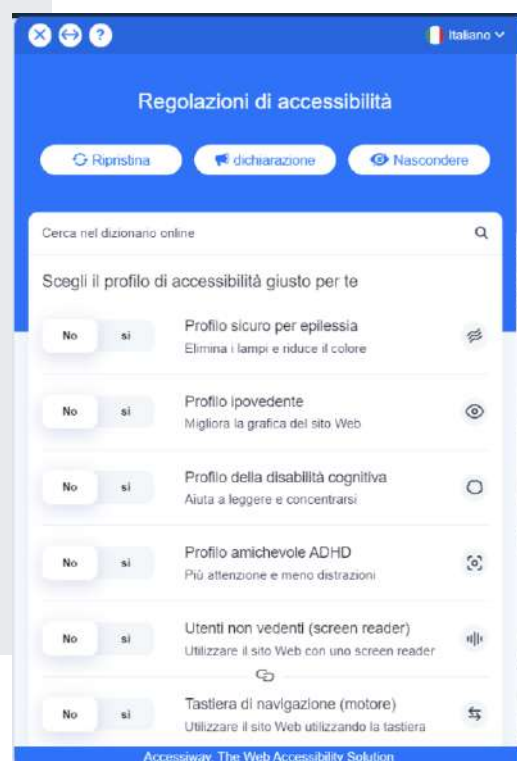 Italiano
Regolazioni di accessibilità
Ripristina
dichiarazione
Nascondere
Cerca nel dizionario online
Scegli il profilo di accessibilità giusto per te
No sì Profilo sicuro per epilessia
Elimina i lampi e riduce il colore
No sì Profilo ipovedente
Migliora la grafica del sito Web
No sì Profilo della disabilità cognitiva
Aiuta a leggere e concentrarsi
No sì Profilo amichevole ADHD
Più attenzione e meno distrazioni
No sì Utenti non vedenti (screen reader)
Utilizzare il sito Web con uno screen reader
No sì Tastiera di navigazione (motore)
Utilizzare il sito Web utilizzando la tastiera
Accessiway. The Web Accessibility Solution